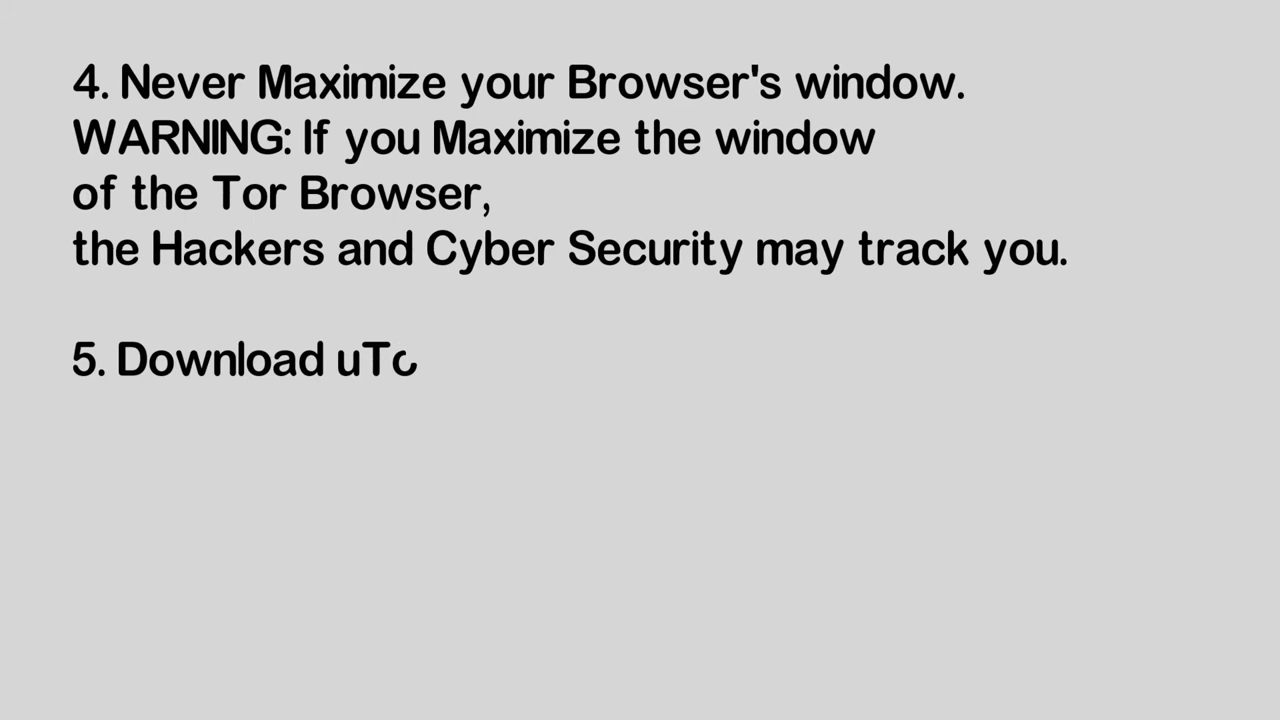 4. Never Maximize your Browser's window.
WARNING: If you Maximize the window
of the Tor Browser,
the Hackers and Cyber Security may track you.
5. Download uTo